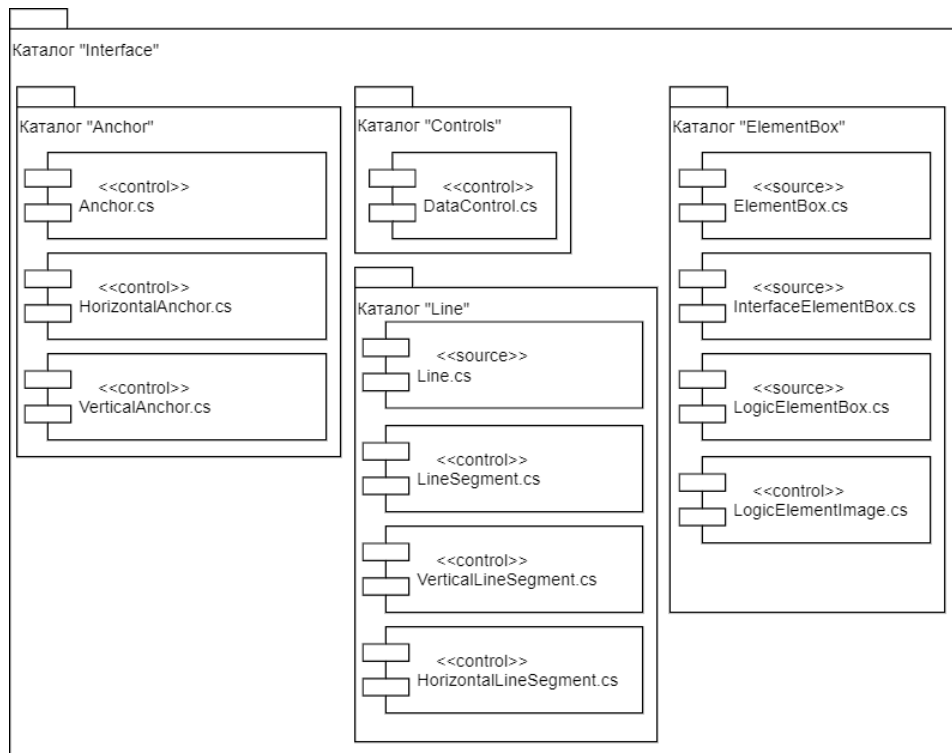 Каталог "Interface"
Каталог "Anchor"
<<control>>
Anchor.cs
<<control>>
HorizontalAnchor.cs
<<control>>
VerticalAnchor.cs
Каталог "Controls"
<<control>>
DataControl.cs
Каталог "Line"
<<source>>
Line.cs
<<control>>
LineSegment.cs
<<control>>
VerticalLineSegment.cs
<<control>>
HorizontalLineSegment.cs
Каталог "ElementBox"
<<source>>
ElementBox.cs
<<source>>
InterfaceElementBox.cs
<<source>>
LogicElementBox.cs
<<control>>
LogicElementImage.cs